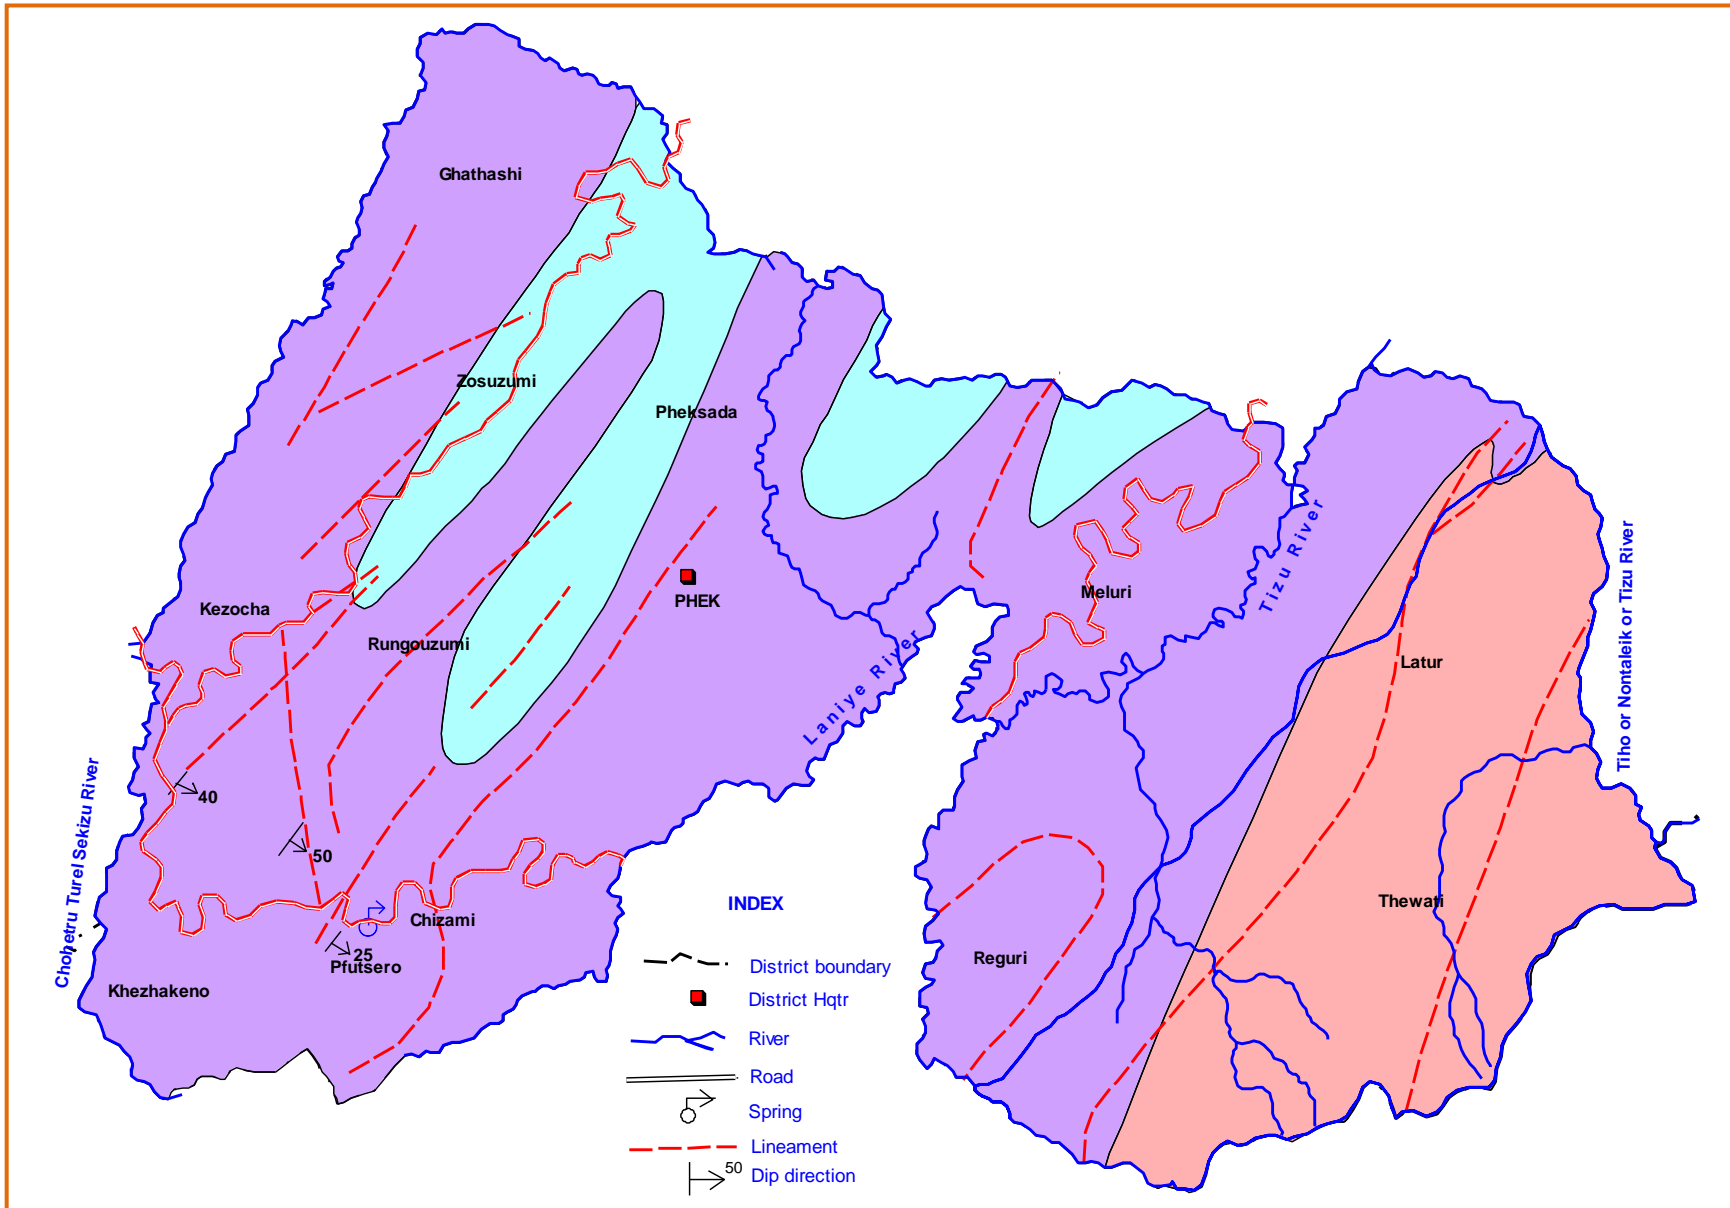 Ghathashi
Zosuzumi
Pheksada
Kezocha
Rungouzumi
PHEK
Meluri
Latur
Laniye River
Tizu River
Tiho or Nontaleik or Tizu River
Chohetru Turel Sekizu River
40
50
25
Chizami
Pfutsero
Khezhakeno
Reguri
Thewati
INDEX
District boundary
District Hqtr
River
Road
Spring
Lineament
50
Dip direction